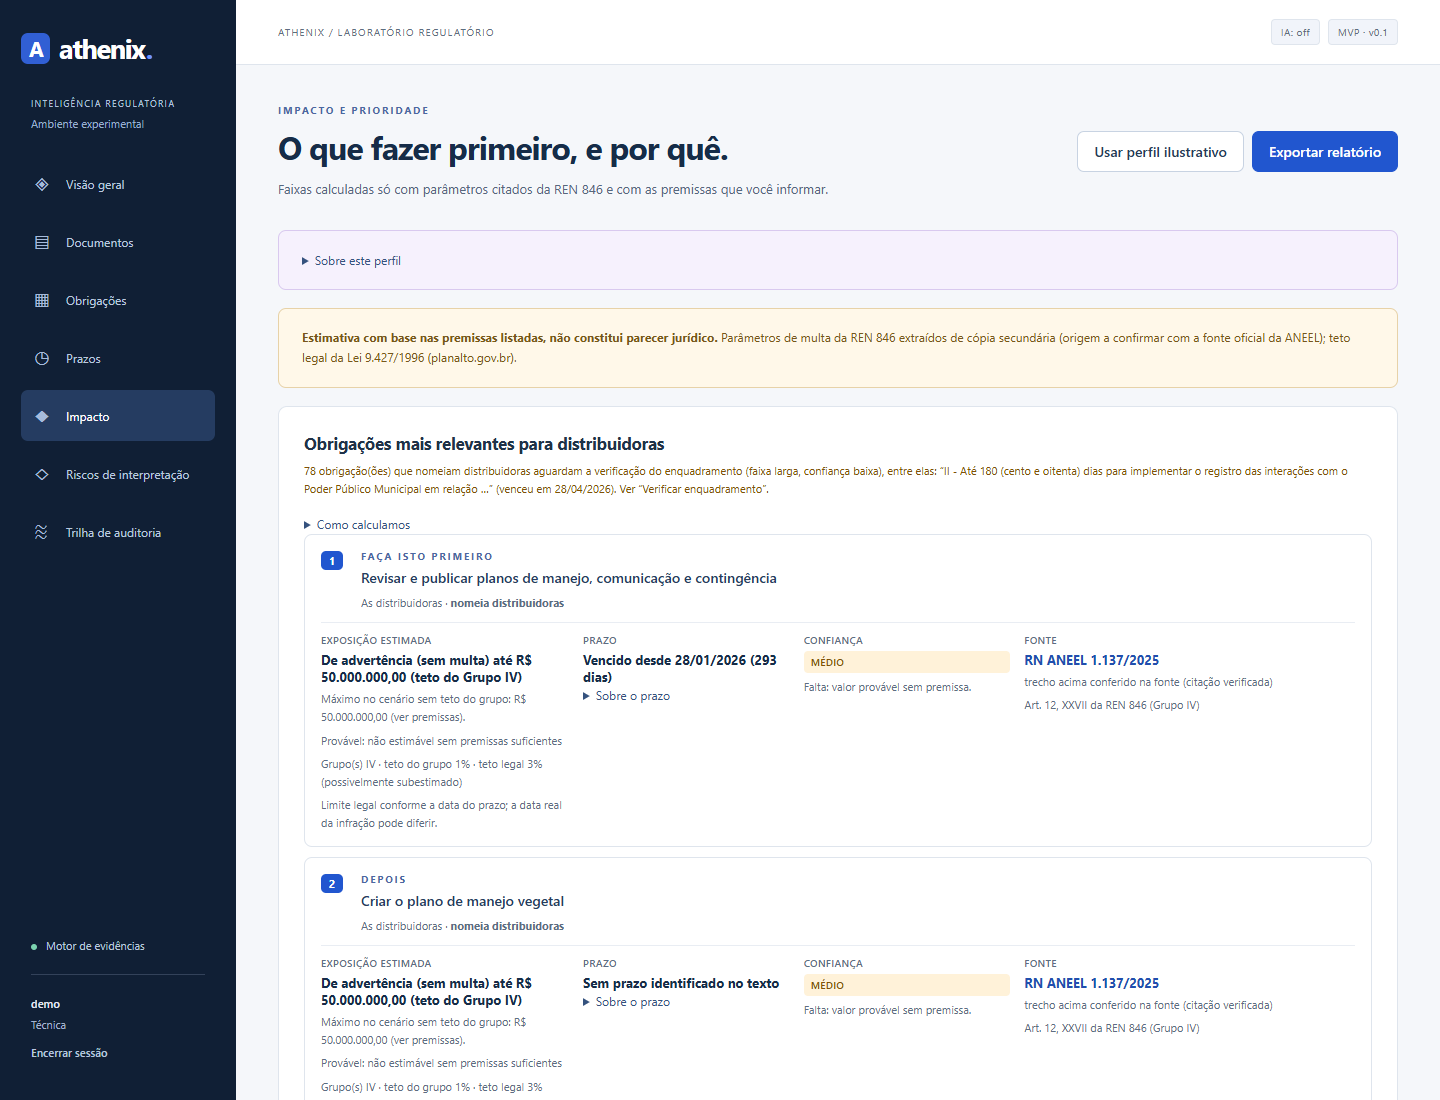 A athenix.
INTELIGÊNCIA REGULATÓRIA
Ambiente experimental
Visão geral
Documentos
Obrigações
Prazos
Impacto
Riscos de interpretação
Trilha de auditoria
Motor de evidências
demo
Técnica
Encerrar sessão
ATHENIX / LABORATÓRIO REGULATÓRIO
IA: off
MVP · v0.1
IMPACTO E PRIORIDADE
O que fazer primeiro, e por quê.
Faixas calculadas só com parâmetros citados da REN 846 e com as premissas que você informar.
Usar perfil ilustrativo
Exportar relatório
Sobre este perfil
Estimativa com base nas premissas listadas, não constitui parecer jurídico. Parâmetros de multa da REN 846 extraídos de cópia secundária (origem a confirmar com a fonte oficial da ANEEL); teto
legal da Lei 9.427/1996 (planalto.gov.br).
Obrigações mais relevantes para distribuidoras
78 obrigação(ões) que nomeiam distribuidoras aguardam a verificação do enquadramento (faixa larga, confiança baixa), entre elas: “II - Até 180 (cento e oitenta) dias para implementar o registro das interações com o
Poder Público Municipal em relação ...” (venceu em 28/04/2026). Ver “Verificar enquadramento”.
Como calculamos
1
FAÇA ISTO PRIMEIRO
Revisar e publicar planos de manejo, comunicação e contingência
As distribuidoras · nomeia distribuidoras
EXPOSIÇÃO ESTIMADA
De advertência (sem multa) até R$
50.000.000,00 (teto do Grupo IV)
Máximo no cenário sem teto do grupo: R$
50.000.000,00 (ver premissas).
Provável: não estimável sem premissas suficientes
Grupo(s) IV · teto do grupo 1% · teto legal 3%
(possivelmente subestimado)
Limite legal conforme a data do prazo; a data real
da infração pode diferir.
PRAZO
Vencido desde 28/01/2026 (293
dias)
Sobre o prazo
CONFIANÇA
MÉDIO
Falta: valor provável sem premissa.
FONTE
RN ANEEL 1.137/2025
trecho acima conferido na fonte (citação verificada)
Art. 12, XXVII da REN 846 (Grupo IV)
2
DEPOIS
Criar o plano de manejo vegetal
As distribuidoras · nomeia distribuidoras
EXPOSIÇÃO ESTIMADA
De advertência (sem multa) até R$
50.000.000,00 (teto do Grupo IV)
Máximo no cenário sem teto do grupo: R$
50.000.000,00 (ver premissas).
Provável: não estimável sem premissas suficientes
Grupo(s) IV · teto do grupo 1% · teto legal 3%
PRAZO
Sem prazo identificado no texto
Sobre o prazo
CONFIANÇA
MÉDIO
Falta: valor provável sem premissa.
FONTE
RN ANEEL 1.137/2025
trecho acima conferido na fonte (citação verificada)
Art. 12, XXVII da REN 846 (Grupo IV)